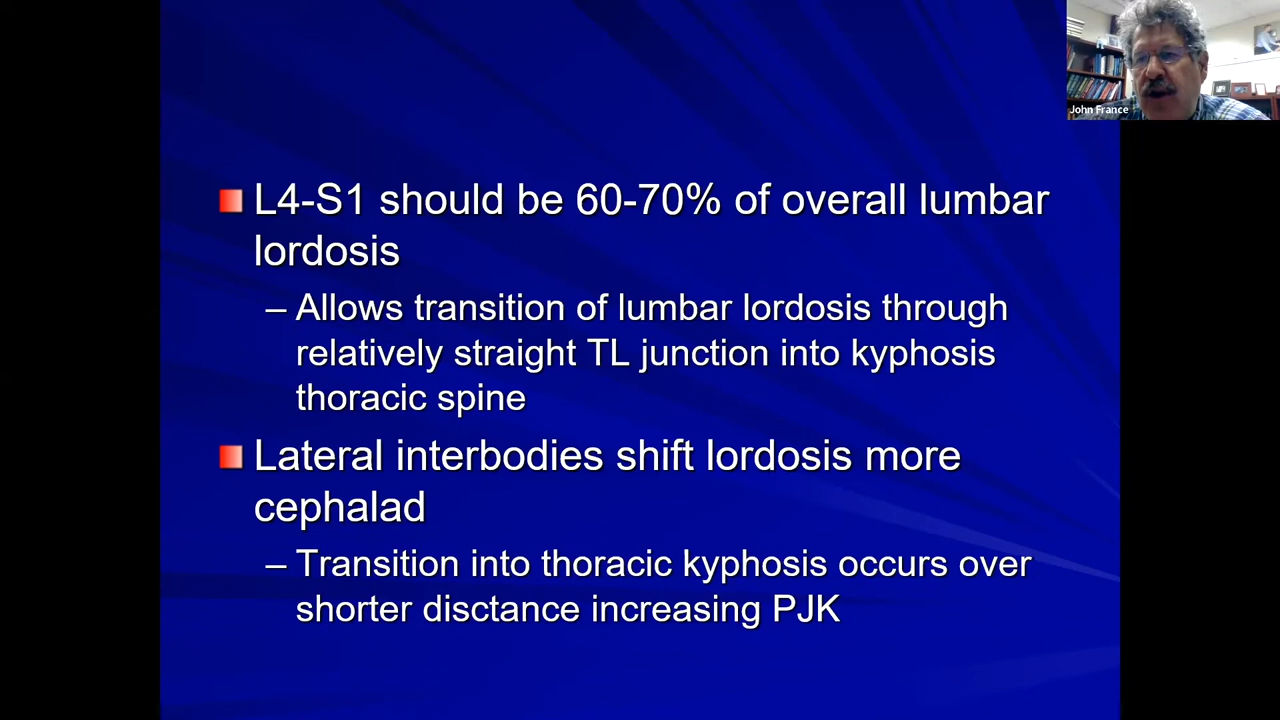 John France
L4-S1 should be 60-70% of overall lumbar
lordosis
– Allows transition of lumbar lordosis through
relatively straight TL junction into kyphosis
thoracic spine
Lateral interbodies shift lordosis more
cephalad
– Transition into thoracic kyphosis occurs over
shorter disctance increasing PJK